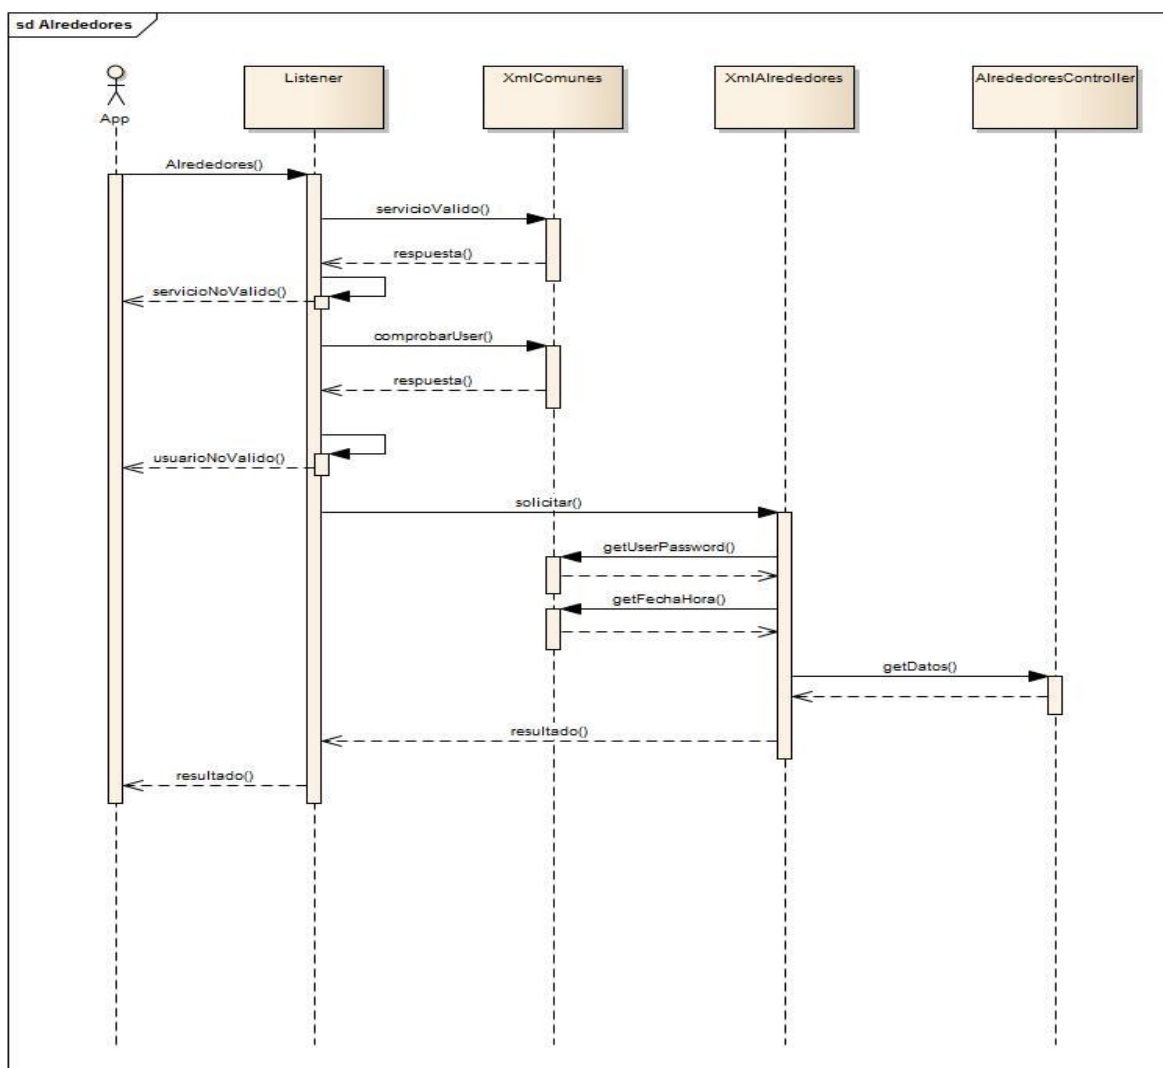 sd Alrededores
App
Listener
XmlComunes
XmlAlrededores
AlrededoresController
Alrededores()
servicioValido()
respuesta()
servicioNoValido()
comprobarUser()
respuesta()
usuarioNoValido()
solicitar()
getUserPassword()
getFechaHora()
getDatos()
resultado()
resultado()